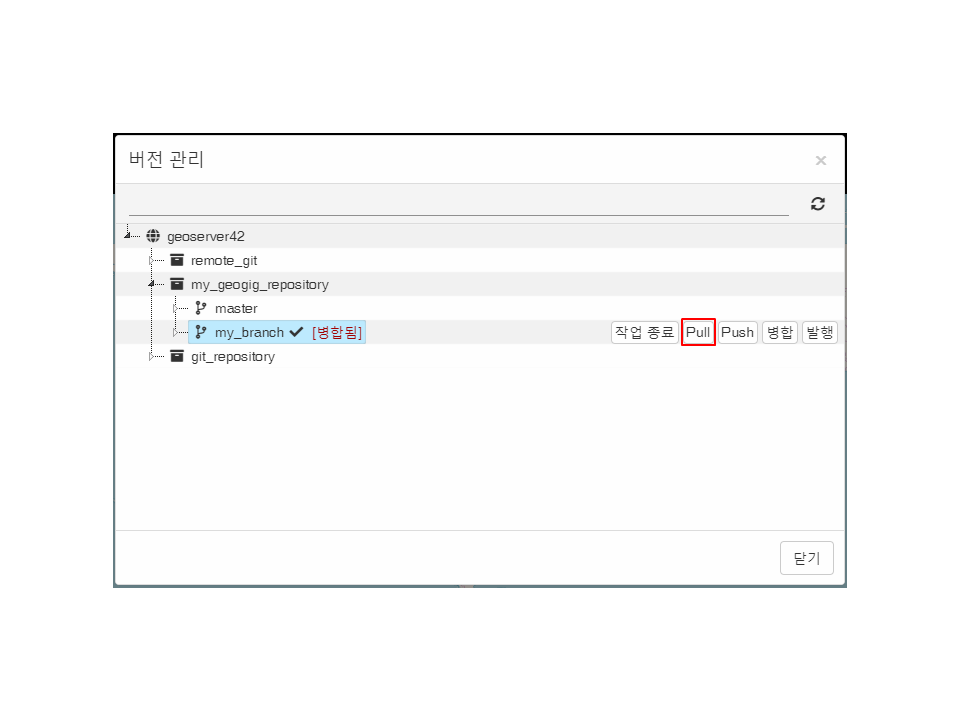 버전 관리
×
geoserver42
remote_git
my_geogig_repository
master
my_branch [병합됨] 작업 종료 Pull Push 병합 발행
git_repository
닫기